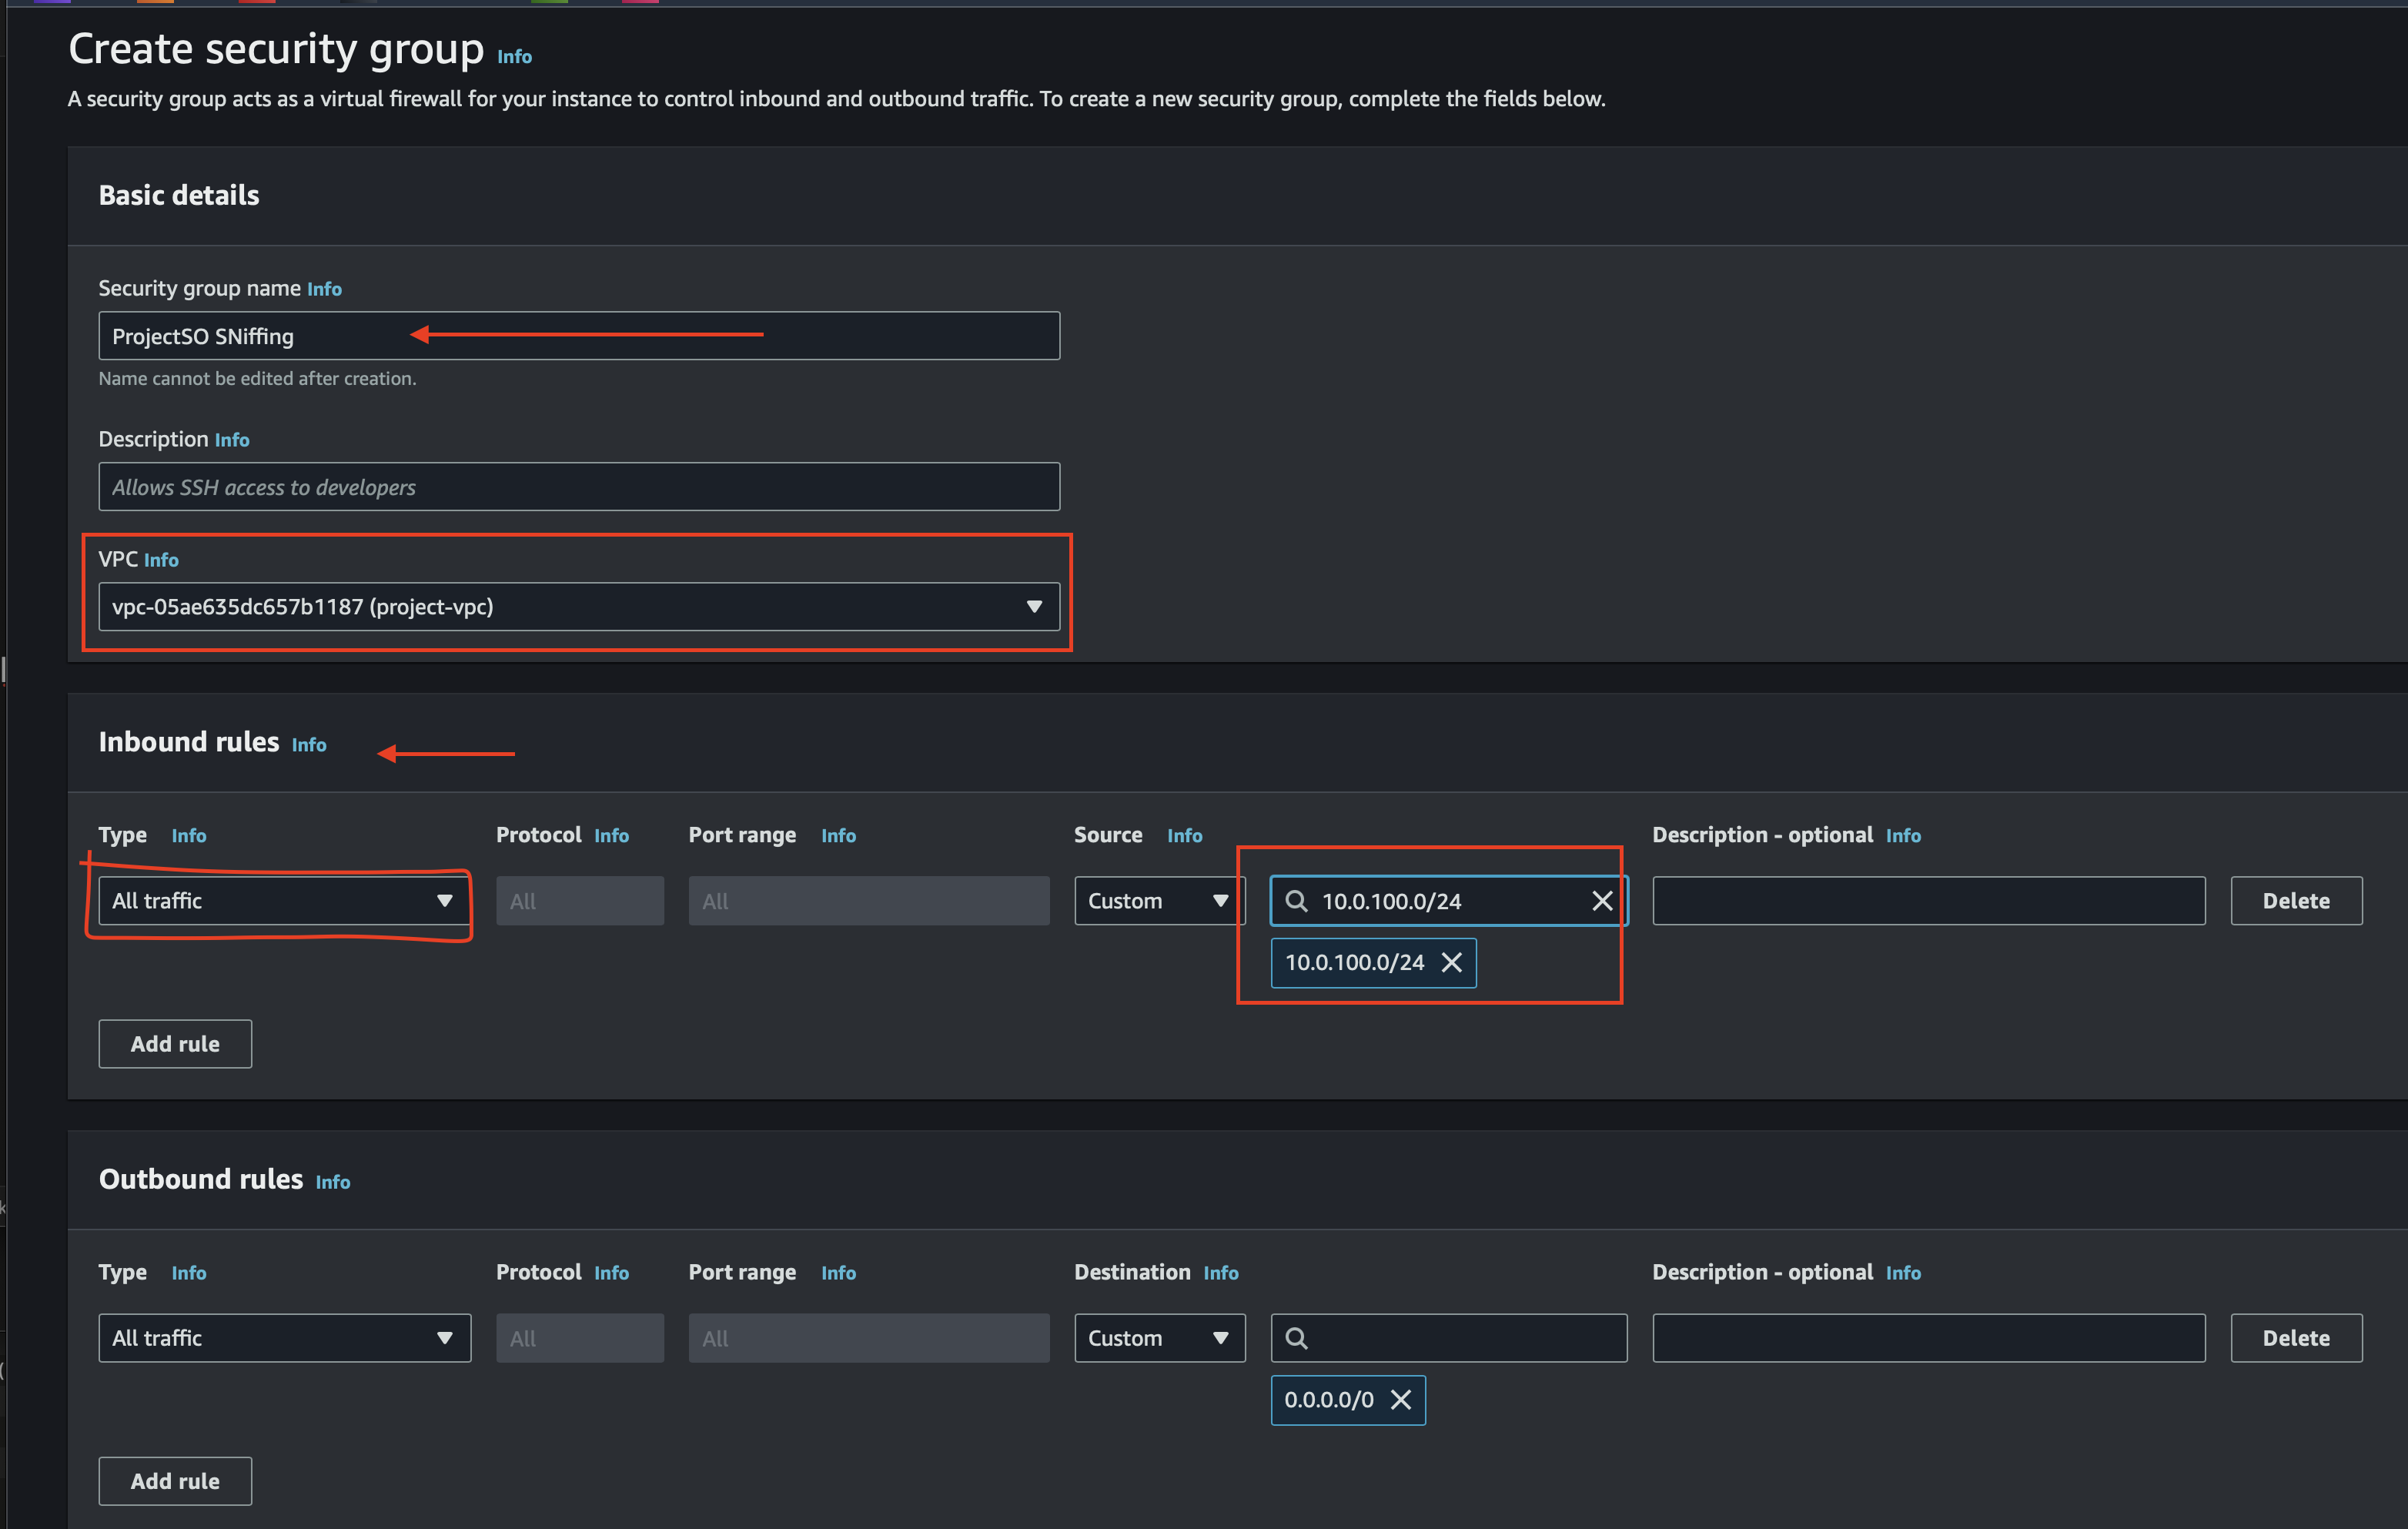 Create security group Info
A security group acts as a virtual firewall for your instance to control inbound and outbound traffic. To create a new security group, complete the fields below.
Basic details
Security group name Info
ProjectSO SNiffing
Name cannot be edited after creation.
Description Info
Allows SSH access to developers
VPC Info
vpc-05ae635dc657b1187 (project-vpc)
Inbound rules Info
Type Info Protocol Info Port range Info Source Info Description - optional Info
All traffic All All Custom 10.0.100.0/24 Delete
10.0.100.0/24
Add rule
Outbound rules Info
Type Info Protocol Info Port range Info Destination Info Description - optional Info
All traffic All All Custom Delete
0.0.0.0/0
Add rule